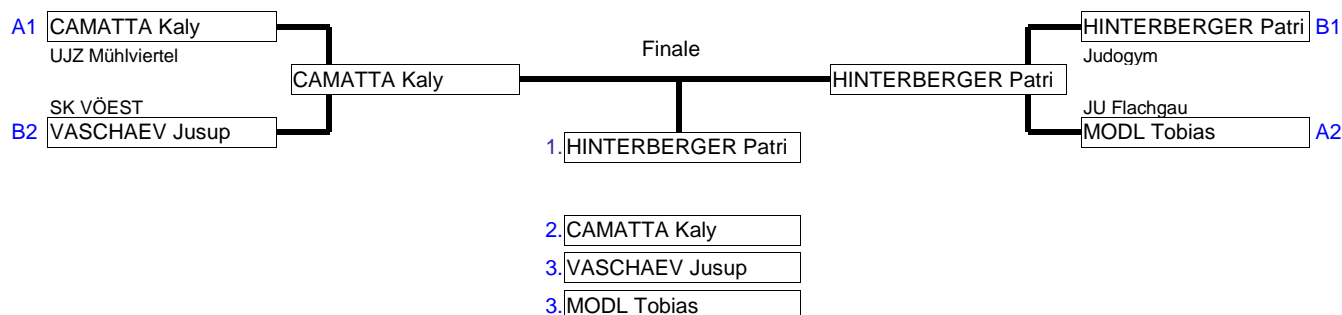 A1 CAMATTA Kaly
UJZ Mühlviertel
CAMATTA Kaly
SK VÖEST
B2 VASCHAEV Jusup
Finale
HINTERBERGER Patri B1
Judogym
HINTERBERGER Patri
JU Flachgau
MODL Tobias A2
1. HINTERBERGER Patri
2. CAMATTA Kaly
3. VASCHAEV Jusup
3. MODL Tobias